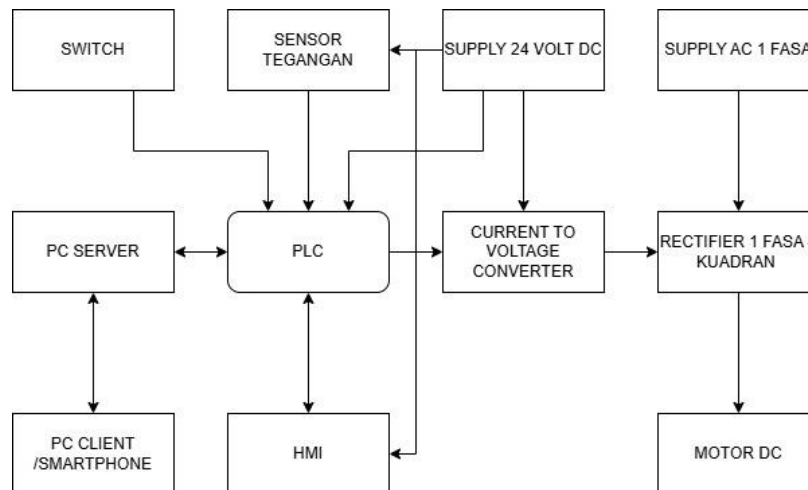 SWITCH
SENSOR
TEGANGAN
SUPPLY 24 VOLT DC
SUPPLY AC 1 FASA
PC SERVER
PLC
CURRENT TO
VOLTAGE
CONVERTER
RECTIFIER 1 FASA
KUADRAN
PC CLIENT
/SMARTPHONE
HMI
MOTOR DC